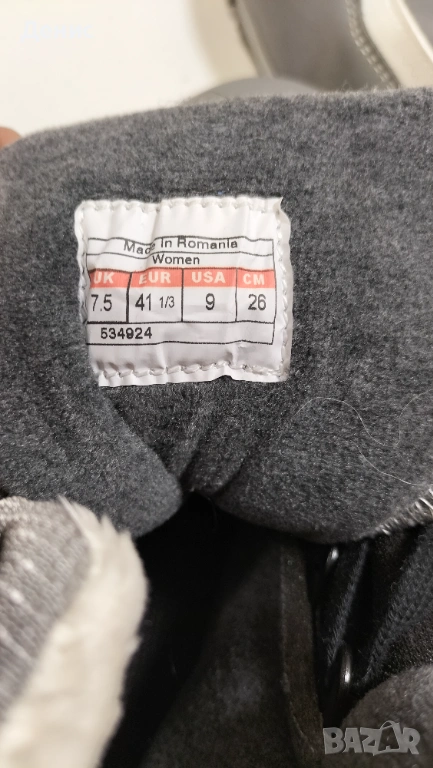 Made in Romania
Women
UK EUR USA CM
7.5 41 1/3 9 26
534924
BAZAR